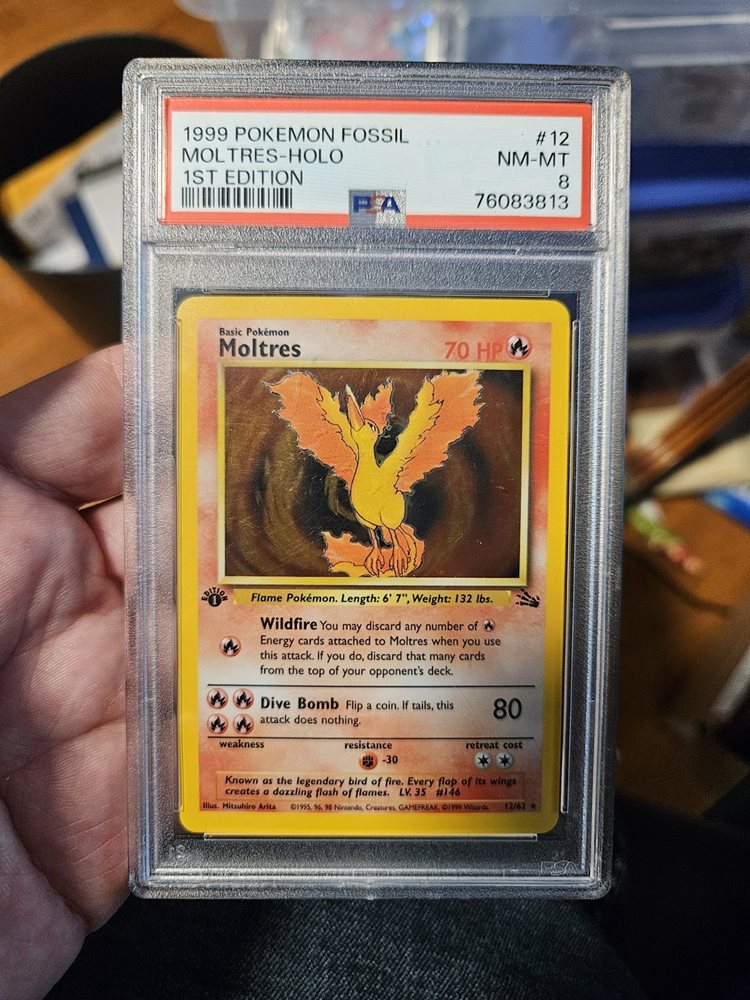 1999 POKEMON FOSSIL #12
MOLTRES-HOLO NM-MT
1ST EDITION 8
PSA 76083813
Basic Pokémon
Moltres 70 HP
EDITION
1
Flame Pokémon. Length: 6' 7", Weight: 132 lbs.
Wildfire You may discard any number of
Energy cards attached to Moltres when you use
this attack. If you do, discard that many cards
from the top of your opponent's deck.
Dive Bomb Flip a coin. If tails, this 80
attack does nothing.
weakness resistance retreat cost
-30
Known as the legendary bird of fire. Every flap of its wings
creates a dazzling flash of flames. LV. 35 #146
Illus. Mitsuhiro Arita ©1995, 96, 98 Nintendo, Creatures, GAMEFREAK. ©1999 Wizards. 12/62 ★
PSA